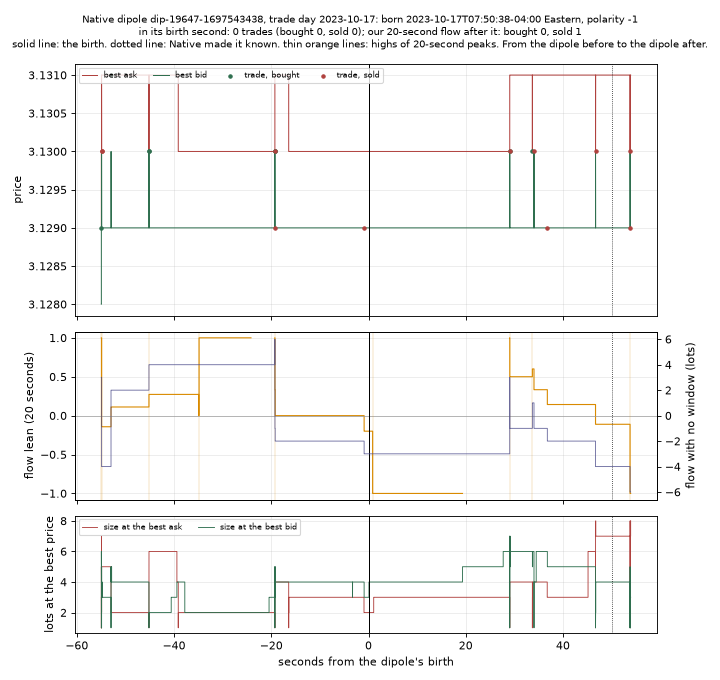 Native dipole dip-19647-1697543438, trade day 2023-10-17: born 2023-10-17T07:50:38-04:00 Eastern, polarity -1
in its birth second: 0 trades (bought 0, sold 0); our 20-second flow after it: bought 0, sold 1
solid line: the birth. dotted line: Native made it known. thin orange lines: highs of 20-second peaks. From the dipole before to the dipole after.
best ask
best bid
trade, bought
trade, sold
3.1310
3.1305
3.1300
3.1295
3.1290
3.1285
3.1280
price
1.0
0.5
0.0
−0.5
−1.0
flow lean (20 seconds)
6
4
2
0
−2
−4
−6
flow with no window (lots)
size at the best ask
size at the best bid
8
6
4
2
lots at the best price
−60
−40
−20
0
20
40
seconds from the dipole's birth